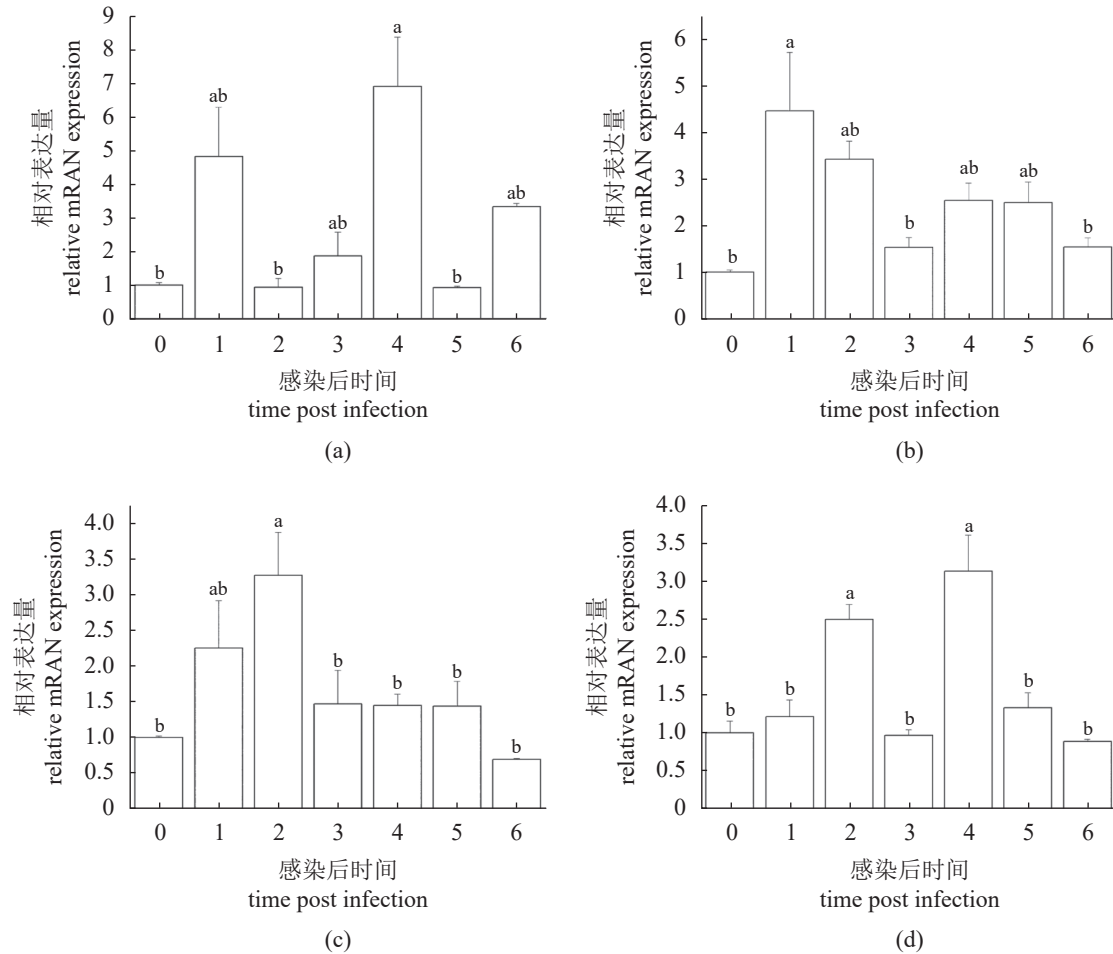 相对表达量
relative mRAN expression
9
8
7
6
5
4
3
2
1
0
b
ab
b
ab
a
b
ab
0 1 2 3 4 5 6
感染后时间
time post infection
(a)
相对表达量
relative mRAN expression
6
5
4
3
2
1
0
b
a
ab
b
ab
ab
b
0 1 2 3 4 5 6
感染后时间
time post infection
(b)
相对表达量
relative mRAN expression
4.0
3.5
3.0
2.5
2.0
1.5
1.0
0.5
0
b
ab
a
b
b
b
b
0 1 2 3 4 5 6
感染后时间
time post infection
(c)
相对表达量
relative mRAN expression
4.0
3.5
3.0
2.5
2.0
1.5
1.0
0.5
0
b
b
a
b
a
b
b
0 1 2 3 4 5 6
感染后时间
time post infection
(d)